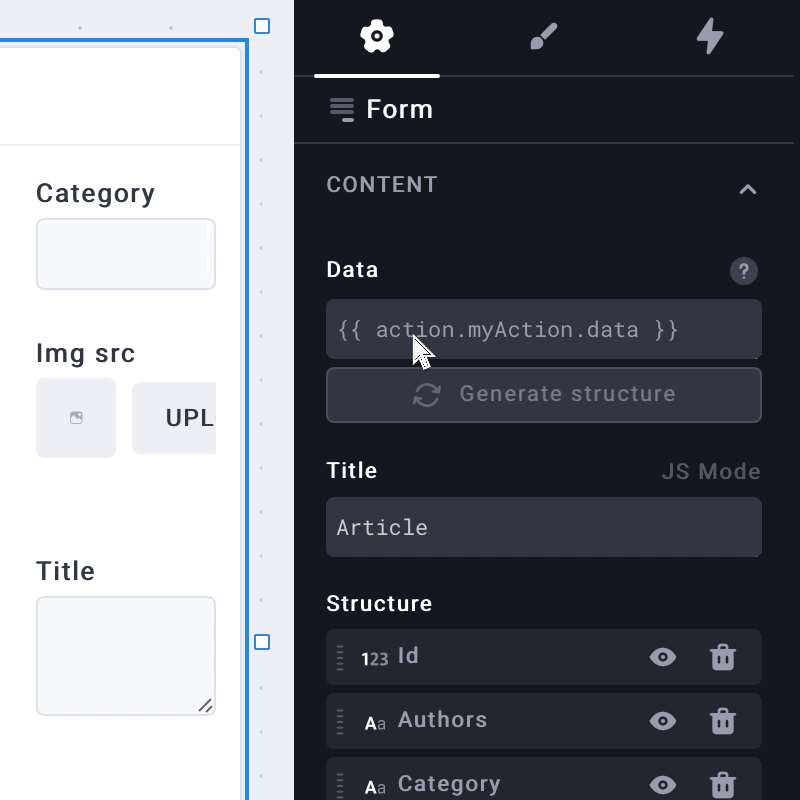 Category
Img src
UPL
Title
Form
CONTENT
Data
?
{{ action.myAction.data }}
Generate structure
Title
JS Mode
Article
Structure
123 Id
Aa Authors
Aa Category